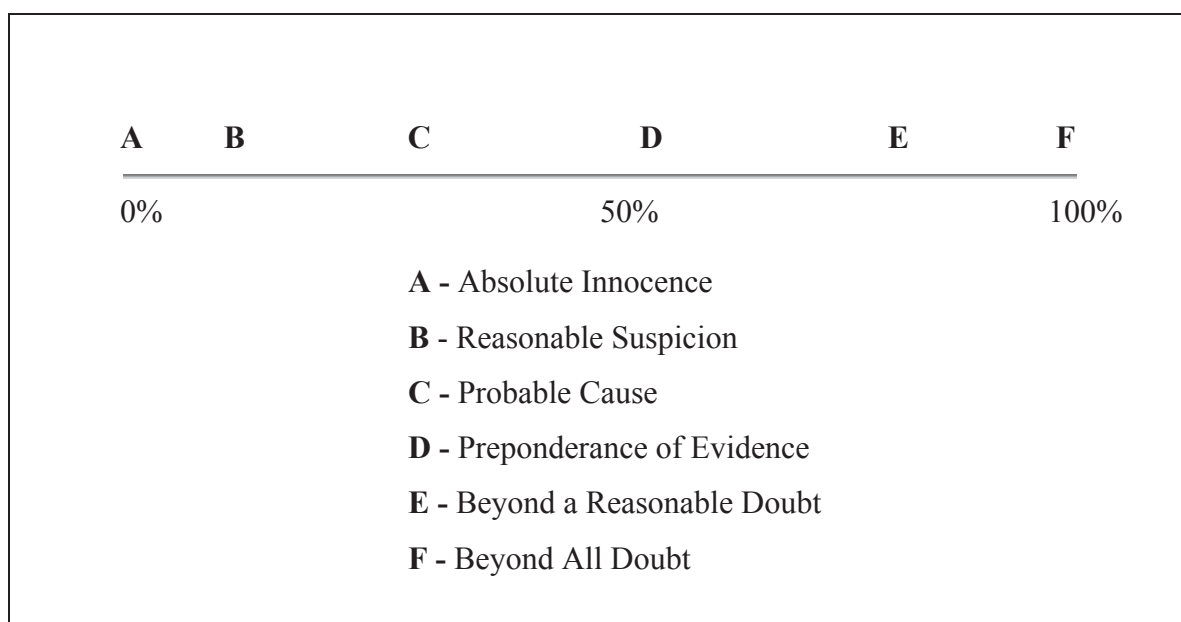 A B C D E F
0% 50% 100%
A - Absolute Innocence
B - Reasonable Suspicion
C - Probable Cause
D - Preponderance of Evidence
E - Beyond a Reasonable Doubt
F - Beyond All Doubt